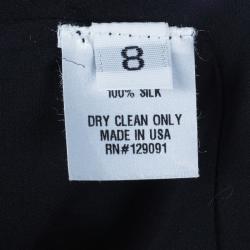 8
100% SILK
DRY CLEAN ONLY
MADE IN USA
RN#129091